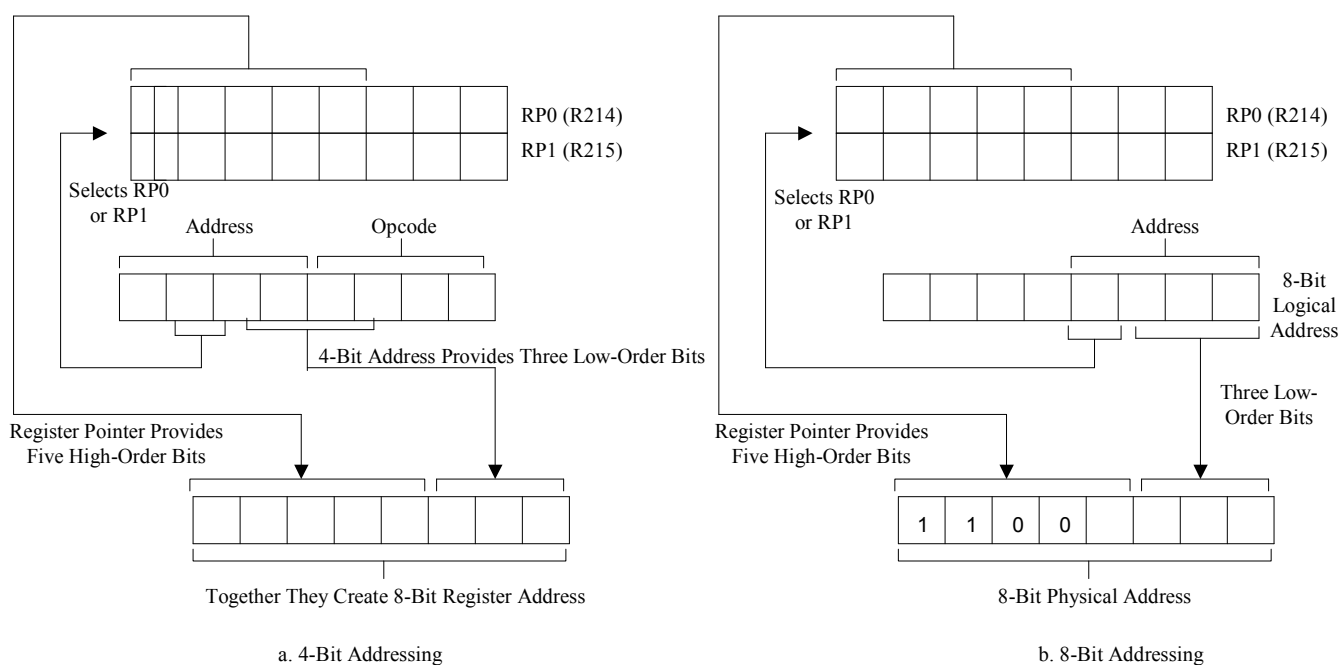 RP0 (R214)
RP1 (R215)
Selects RP0
or RP1
Address
Opcode
4-Bit Address Provides Three Low-Order Bits
Register Pointer Provides
Five High-Order Bits
Together They Create 8-Bit Register Address
a. 4-Bit Addressing
RP0 (R214)
RP1 (R215)
Selects RP0
or RP1
Address
8-Bit
Logical
Address
Three Low-
Order Bits
Register Pointer Provides
Five High-Order Bits
1 1 0 0
8-Bit Physical Address
b. 8-Bit Addressing